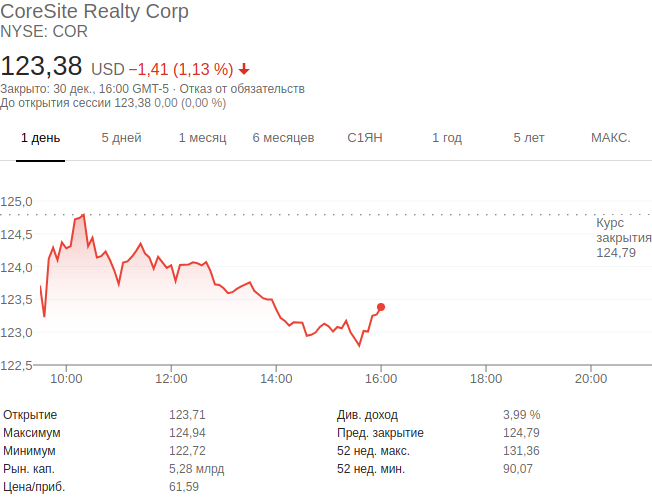 CoreSite Realty Corp
NYSE: COR
123,38 USD −1,41 (1,13 %)
Закрыто: 30 дек., 16:00 GMT-5 · Отказ от обязательств
До открытия сессии 123,38 0,00 (0,00 %)
1 день 5 дней 1 месяц 6 месяцев С1ЯН 1 год 5 лет МАКС.
125,0
124,5
124,0
123,5
123,0
122,5
Курс
закрытия
124,79
10:00 12:00 14:00 16:00 18:00 20:00
Открытие 123,71 Див. доход 3,99 %
Максимум 124,94 Пред. закрытие 124,79
Минимум 122,72 52 нед. макс. 131,36
Рын. кап. 5,28 млрд 52 нед. мин. 90,07
Цена/приб. 61,59